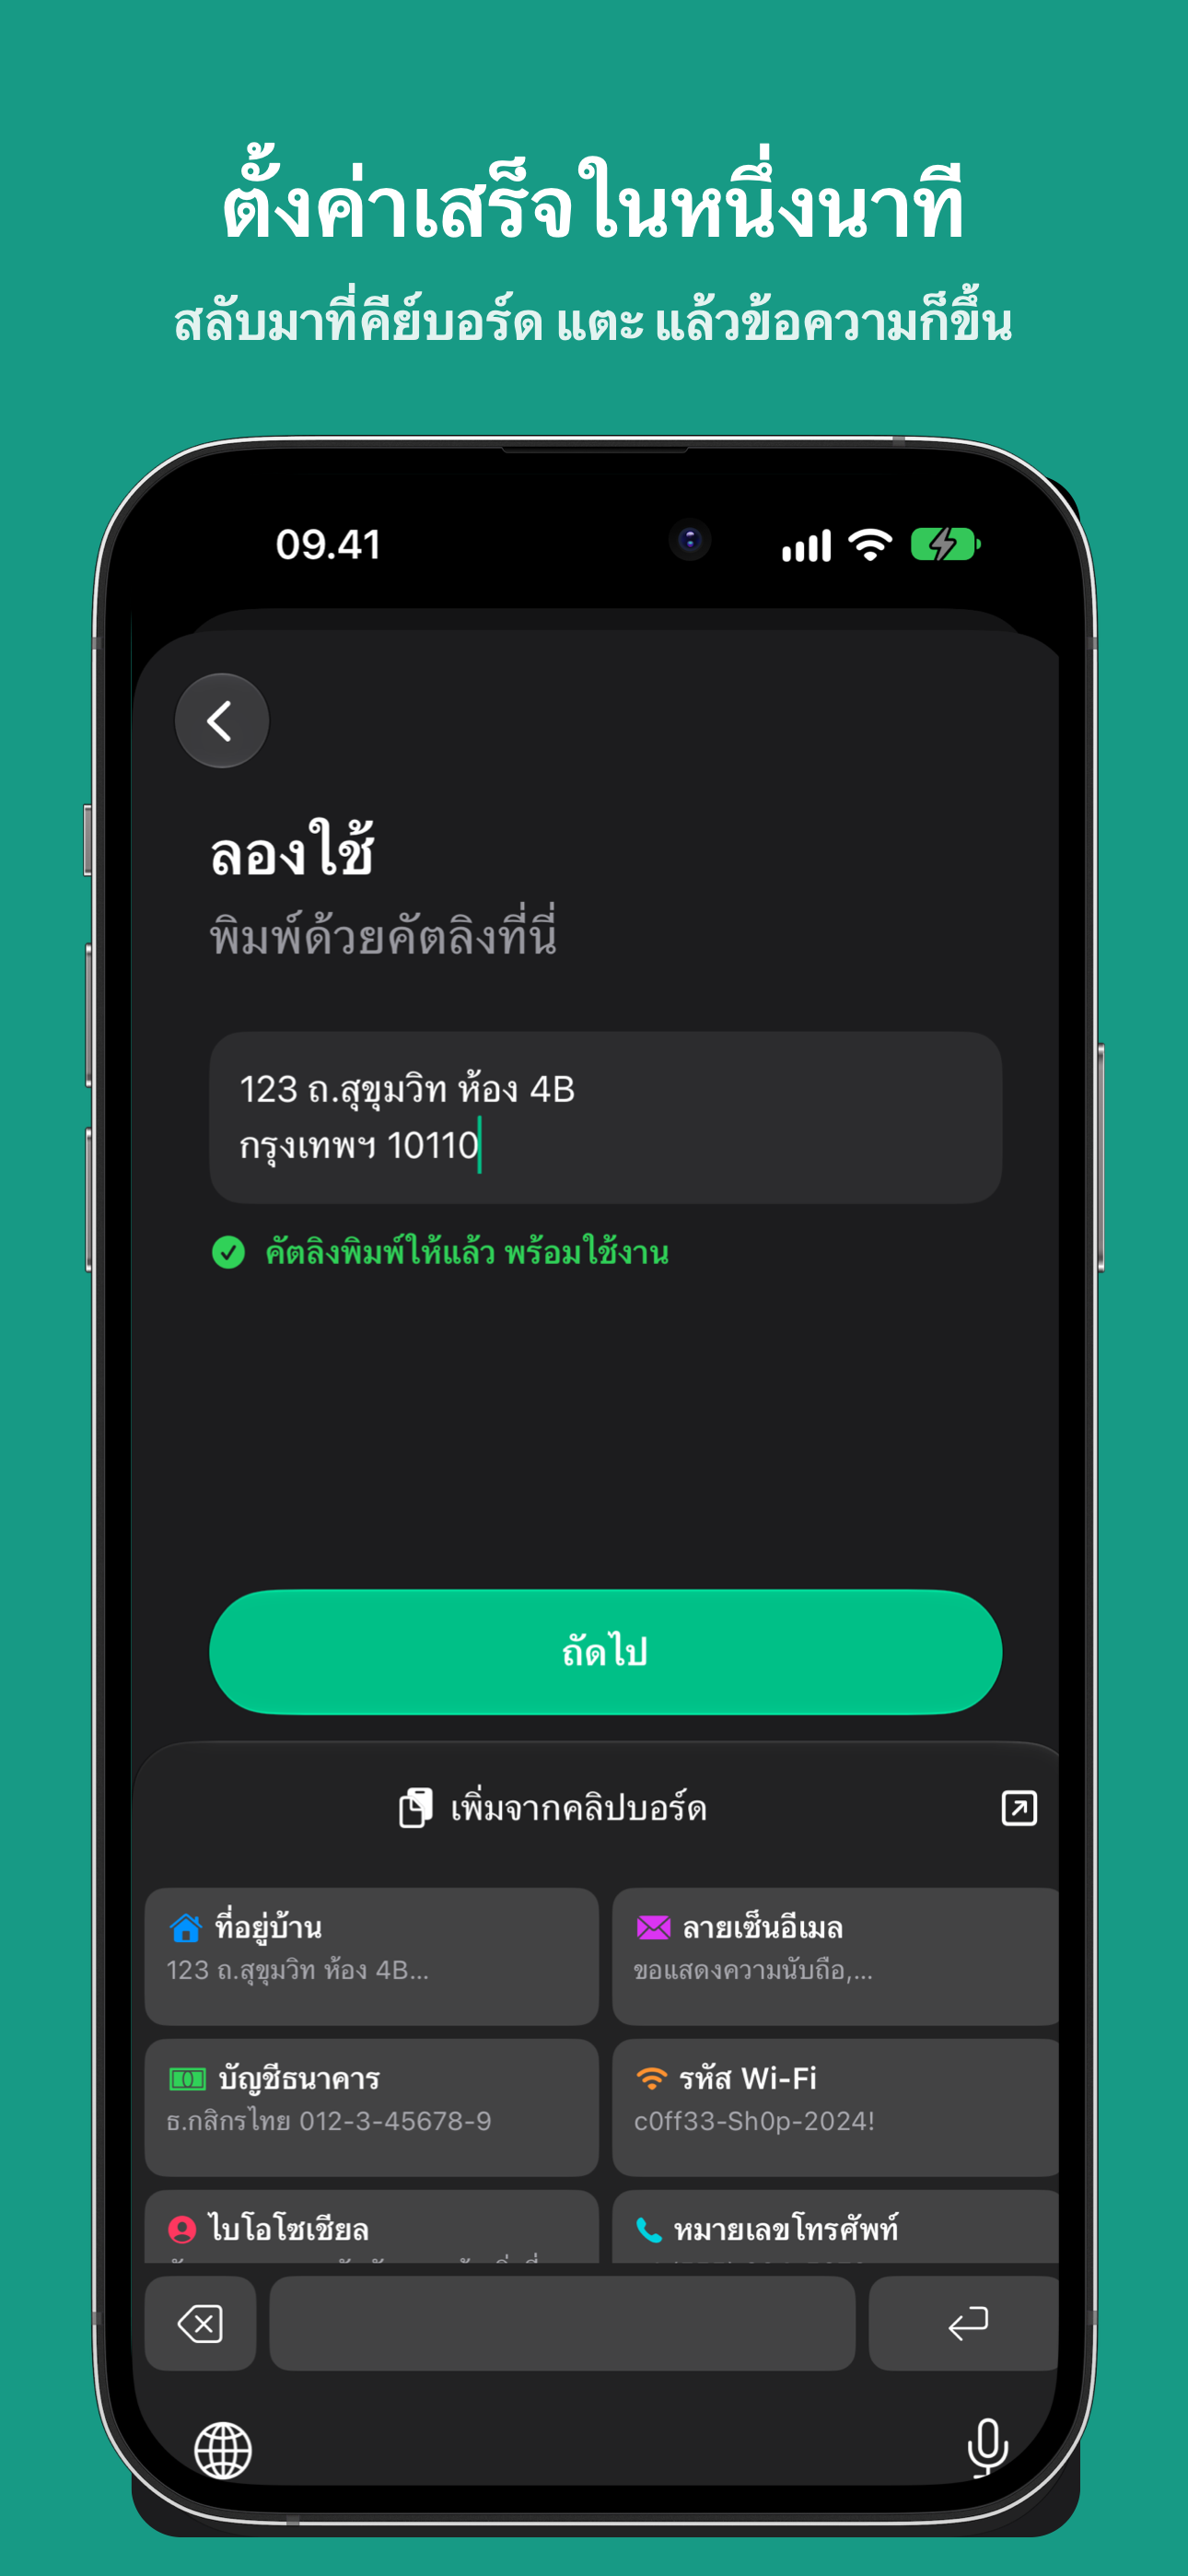 ตั้งค่าเสร็จในหนึ่งนาที
สลับมาที่คีย์บอร์ด แตะ แล้วข้อความก็ขึ้น
09.41
ลองใช้
พิมพ์ด้วยคัตลิงที่นี่
123 ถ.สุขุมวิท ห้อง 4B
กรุงเทพฯ 10110
คัตลิงพิมพ์ให้แล้ว พร้อมใช้งาน
ถัดไป
เพิ่มจากคลิปบอร์ด
ที่อยู่บ้าน
123 ถ.สุขุมวิท ห้อง 4B...
ลายเซ็นอีเมล
ขอแสดงความนับถือ,...
บัญชีธนาคาร
ธ.กสิกรไทย 012-3-45678-9
รหัส Wi-Fi
c0ff33-Sh0p-2024!
ไบโอโซเชียล
หมายเลขโทรศัพท์